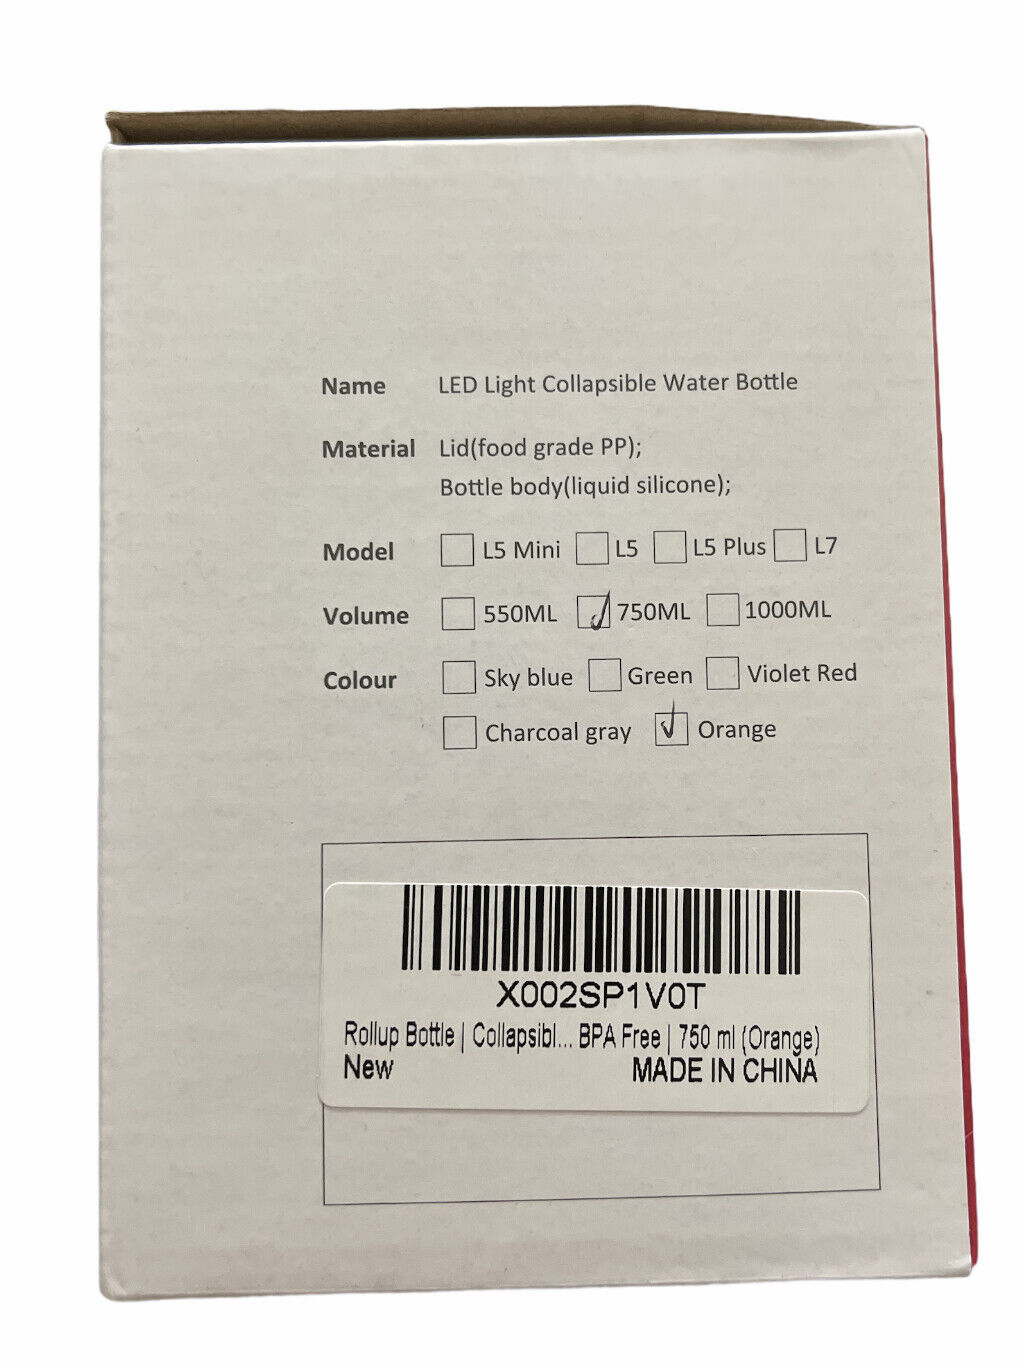 Name LED Light Collapsible Water Bottle
Material Lid(food grade PP);
Bottle body(liquid silicone);
Model L5 Mini L5 L5 Plus L7
Volume 550ML 750ML 1000ML
Colour Sky blue Green Violet Red
Charcoal gray Orange
X002SP1V0T
Rollup Bottle | Collapsibl... BPA Free | 750 ml (Orange)
New MADE IN CHINA